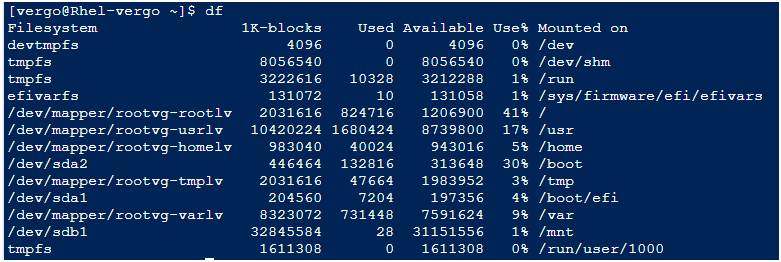 [vergo@Rhel-vergo ~]$ df
Filesystem 1K-blocks Used Available Use% Mounted on
devtmpfs 4096 0 4096 0% /dev
tmpfs 8056540 0 8056540 0% /dev/shm
tmpfs 3222616 10328 3212288 1% /run
efivarfs 131072 10 131058 1% /sys/firmware/efi/efivars
/dev/mapper/rootvg-rootlv 2031616 824716 1206900 41% /
/dev/mapper/rootvg-usrlv 10420224 1680424 8739800 17% /usr
/dev/mapper/rootvg-homelv 983040 40024 943016 5% /home
/dev/sda2 446464 132816 313648 30% /boot
/dev/mapper/rootvg-tmplv 2031616 47664 1983952 3% /tmp
/dev/sda1 204560 7204 197356 4% /boot/efi
/dev/mapper/rootvg-varlv 8323072 731448 7591624 9% /var
/dev/sdb1 32845584 28 31151556 1% /mnt
tmpfs 1611308 0 1611308 0% /run/user/1000